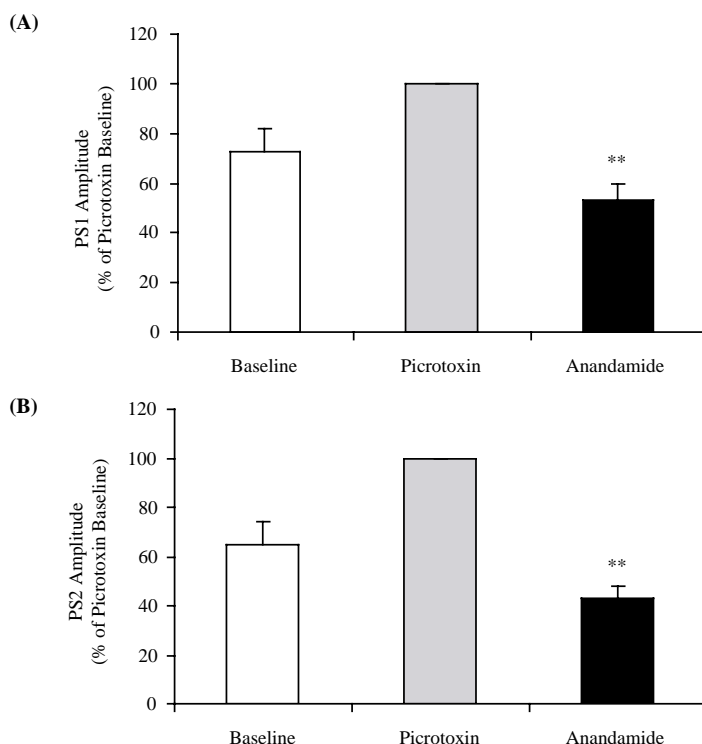 (A)
PS1 Amplitude
(% of Picrotoxin Baseline)
120
100
80
60
40
20
0
**
Baseline Picrotoxin Anandamide
(B)
PS2 Amplitude
(% of Picrotoxin Baseline)
120
100
80
60
40
20
0
**
Baseline Picrotoxin Anandamide